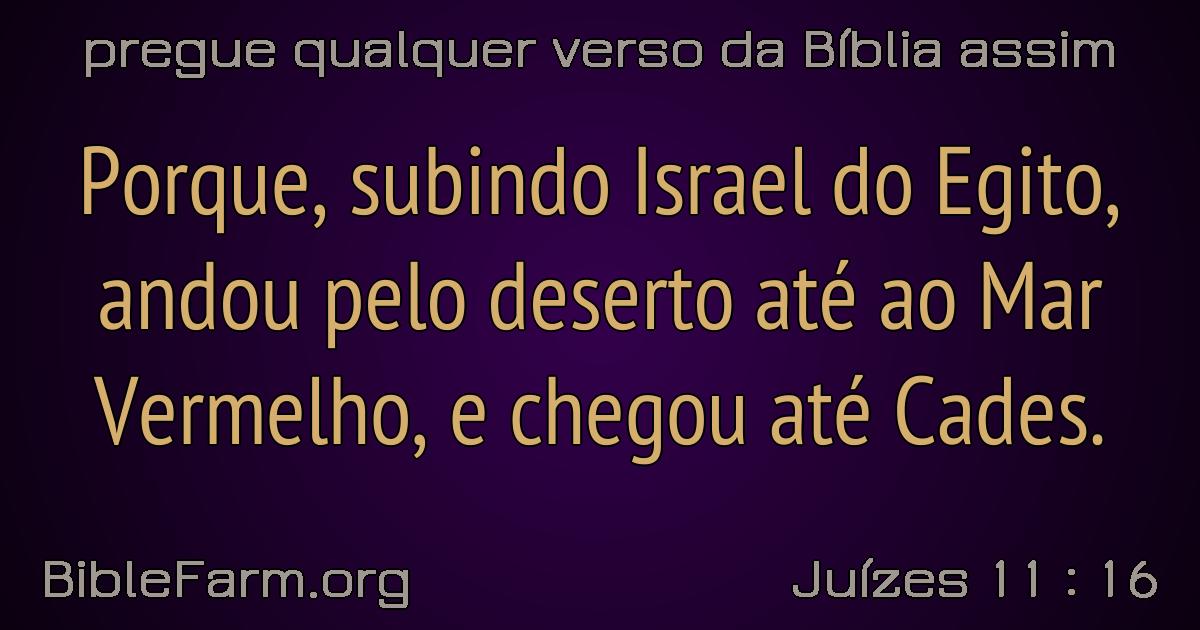 pregue qualquer verso da Bíblia assim
Porque, subindo Israel do Egito,
andou pelo deserto até ao Mar
Vermelho, e chegou até Cades.
BibleFarm.org
Juízes 11 : 16